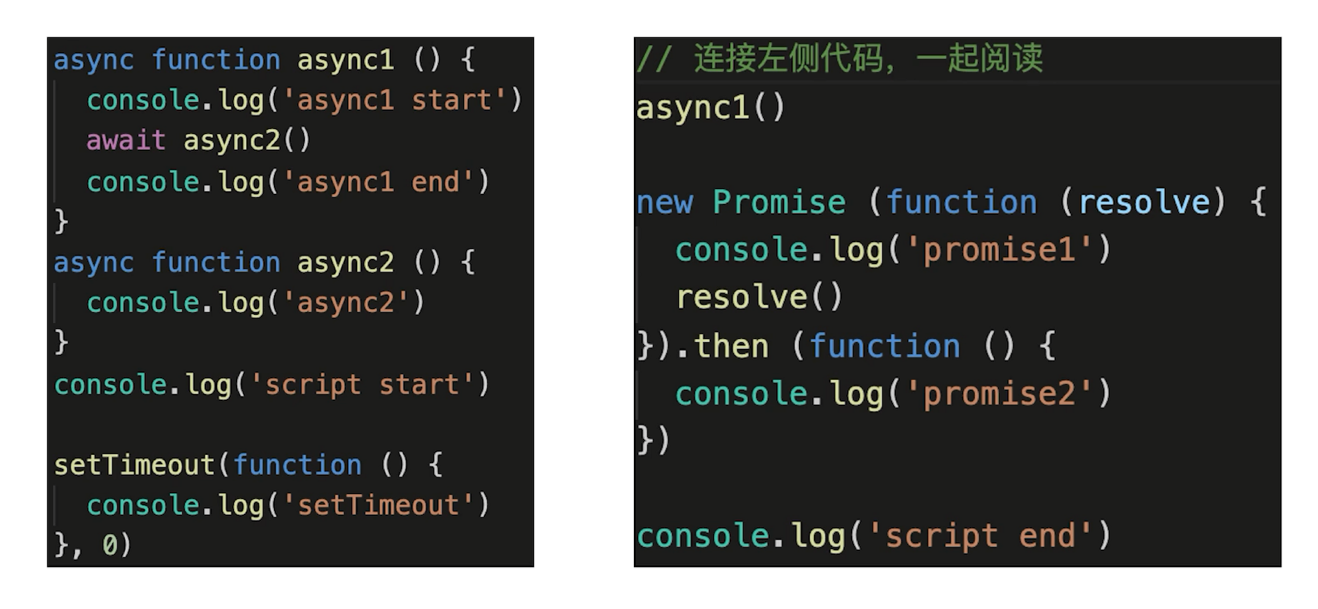 async function async1 () {
  console.log('async1 start')
  await async2()
  console.log('async1 end')
}
async function async2 () {
  console.log('async2')
}
console.log('script start')

setTimeout(function () {
  console.log('setTimeout')
}, 0)
// 连接左侧代码，一起阅读
async1()

new Promise (function (resolve) {
  console.log('promise1')
  resolve()
}).then (function () {
  console.log('promise2')
})

console.log('script end')